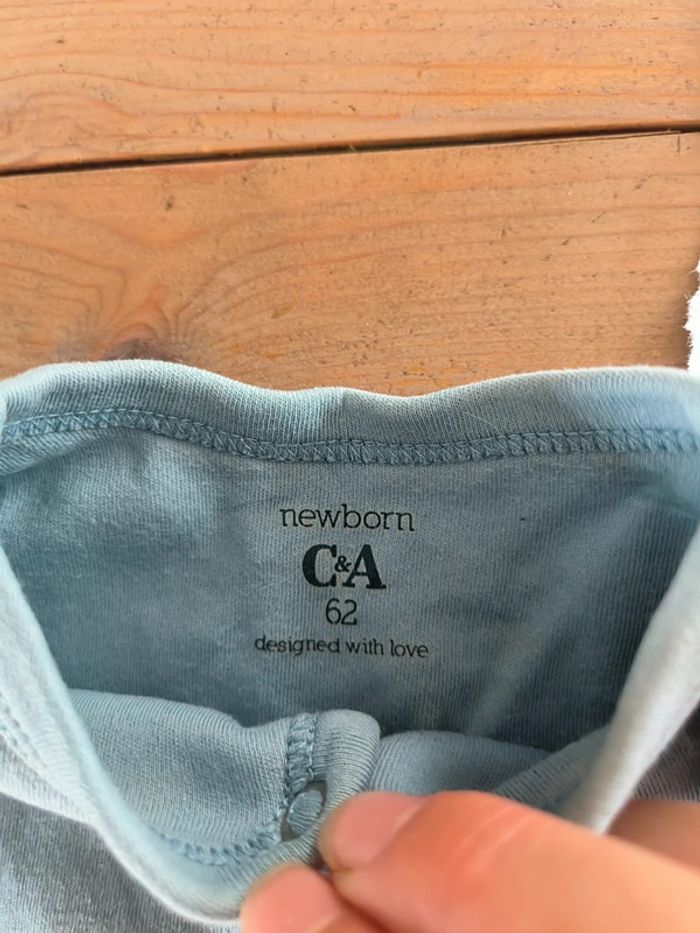 newborn
C&A
62
designed with love